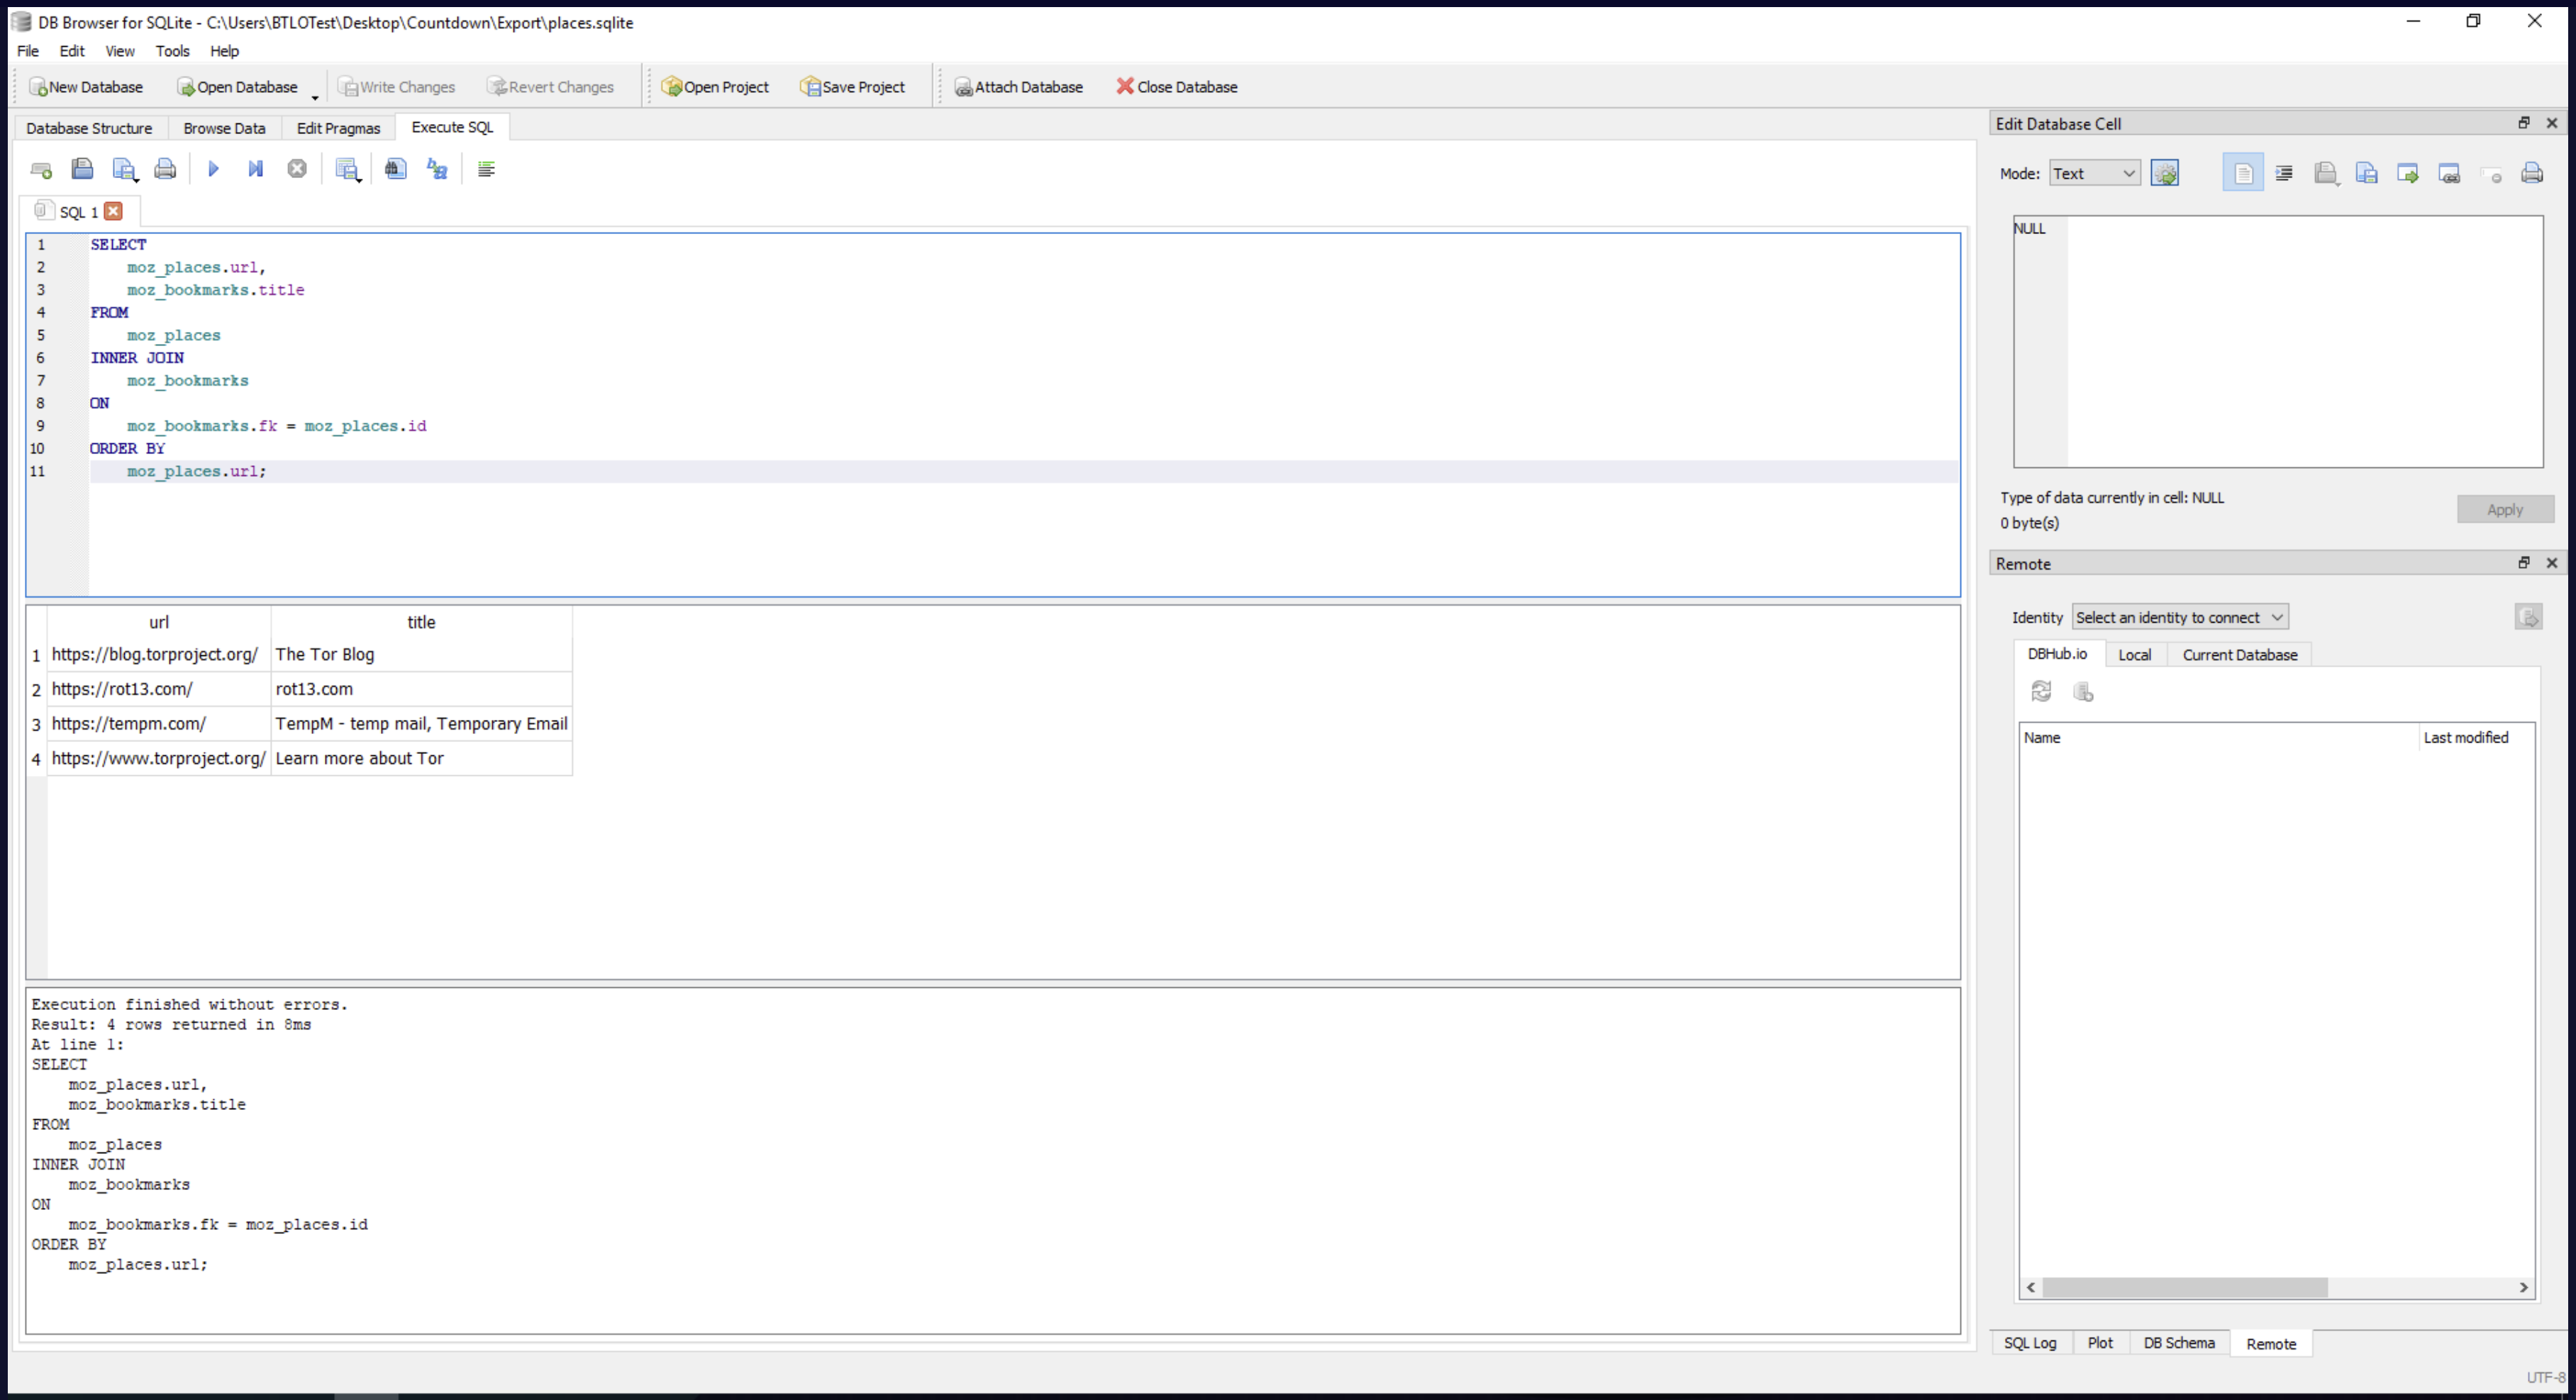 DB Browser for SQLite - C:\Users\BTLOTest\Desktop\Countdown\Export\places.sqlite
File Edit View Tools Help
New Database Open Database Write Changes Revert Changes Open Project Save Project Attach Database Close Database
Database Structure Browse Data Edit Pragmas Execute SQL
SQL 1
1 SELECT
2 moz_places.url,
3 moz_bookmarks.title
4 FROM
5 moz_places
6 INNER JOIN
7 moz_bookmarks
8 ON
9 moz_bookmarks.fk = moz_places.id
10 ORDER BY
11 moz_places.url;
url title
1 https://blog.torproject.org/ The Tor Blog
2 https://rot13.com/ rot13.com
3 https://tempm.com/ TempM - temp mail, Temporary Email
4 https://www.torproject.org/ Learn more about Tor
Execution finished without errors.
Result: 4 rows returned in 8ms
At line 1:
SELECT
moz_places.url,
moz_bookmarks.title
FROM
moz_places
INNER JOIN
moz_bookmarks
ON
moz_bookmarks.fk = moz_places.id
ORDER BY
moz_places.url;
Edit Database Cell
Mode: Text
NULL
Type of data currently in cell: NULL
0 byte(s)
Apply
Remote
Identity Select an identity to connect
DBHub.io Local Current Database
Name Last modified
SQL Log Plot DB Schema Remote
UTF-8